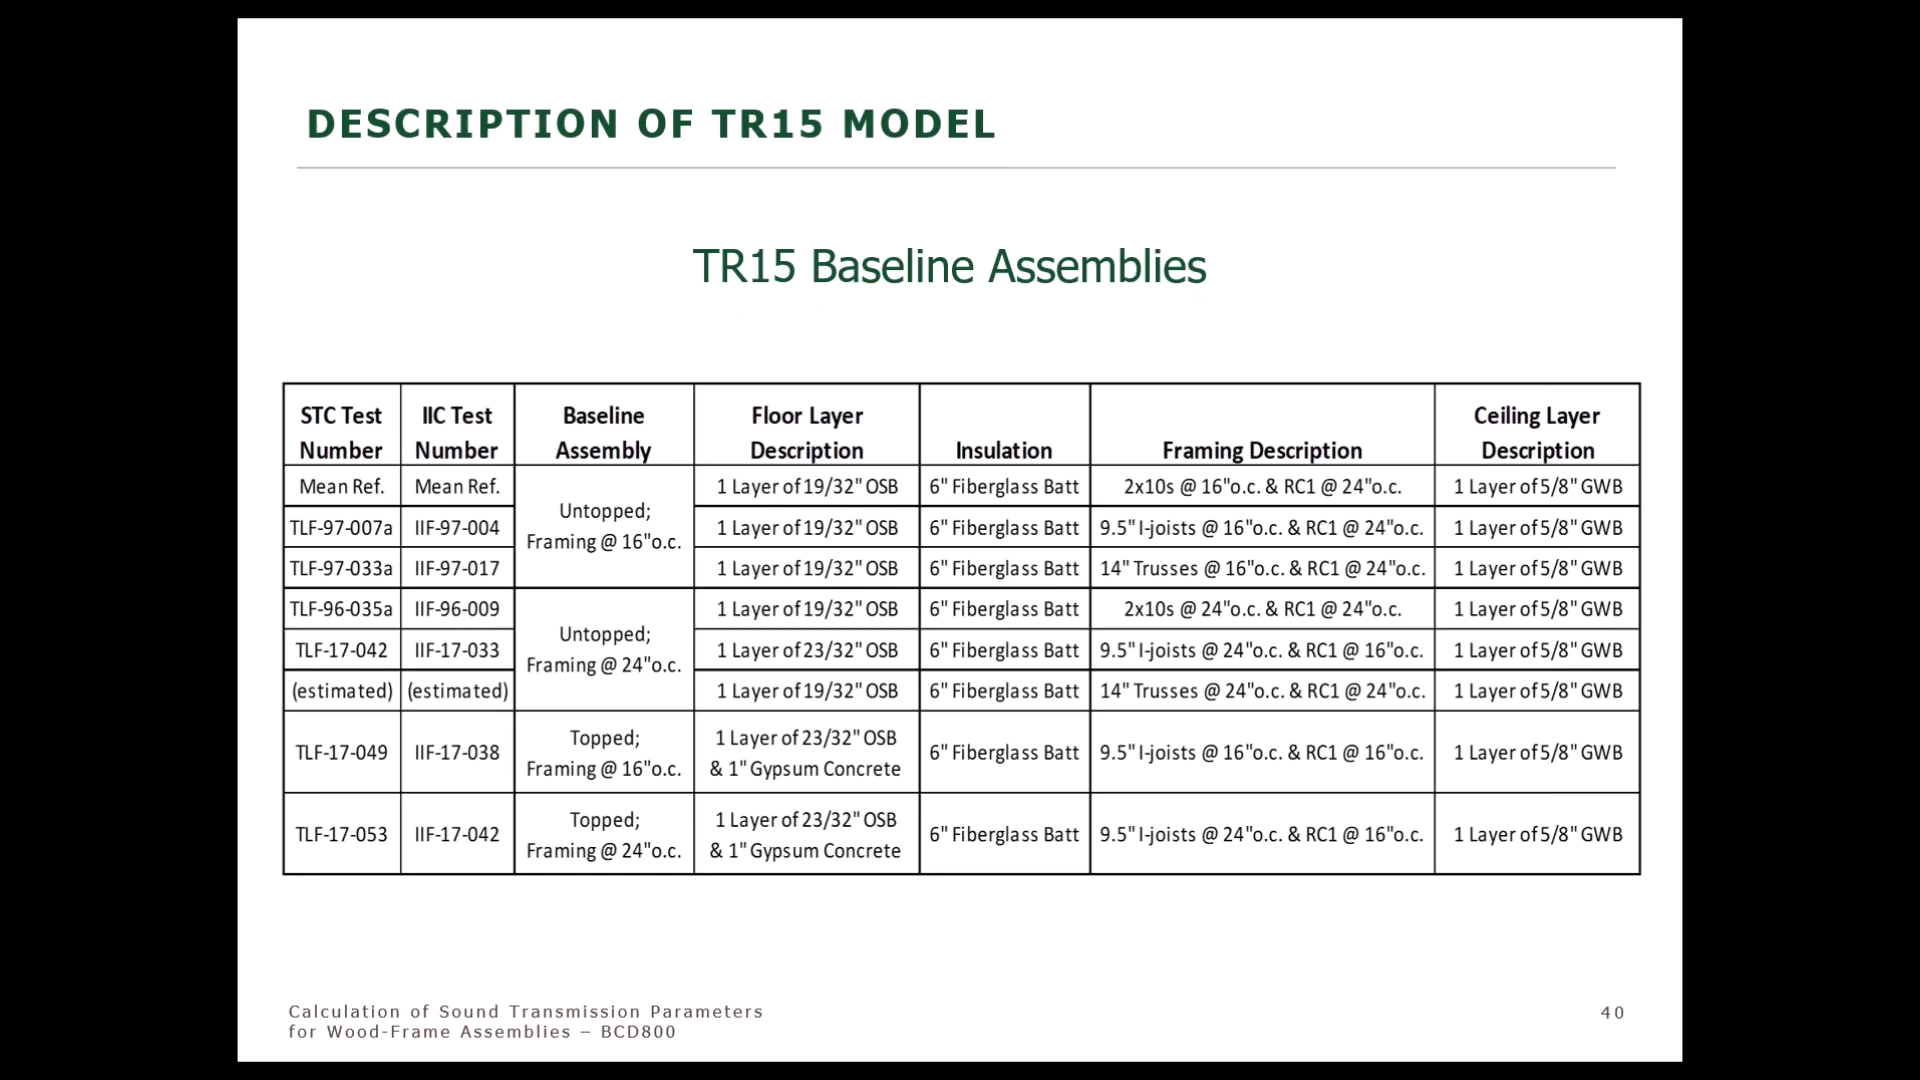 DESCRIPTION OF TR15 MODEL
TR15 Baseline Assemblies
STC Test Number | IIC Test Number | Baseline Assembly | Floor Layer Description | Insulation | Framing Description | Ceiling Layer Description
Mean Ref. | Mean Ref. | Untopped; Framing @ 16"o.c. | 1 Layer of 19/32" OSB | 6" Fiberglass Batt | 2x10s @ 16"o.c. & RC1 @ 24"o.c. | 1 Layer of 5/8" GWB
TLF-97-007a | IIF-97-004 | 1 Layer of 19/32" OSB | 6" Fiberglass Batt | 9.5" I-joists @ 16"o.c. & RC1 @ 24"o.c. | 1 Layer of 5/8" GWB
TLF-97-033a | IIF-97-017 | 1 Layer of 19/32" OSB | 6" Fiberglass Batt | 14" Trusses @ 16"o.c. & RC1 @ 24"o.c. | 1 Layer of 5/8" GWB
TLF-96-035a | IIF-96-009 | Untopped; Framing @ 24"o.c. | 1 Layer of 19/32" OSB | 6" Fiberglass Batt | 2x10s @ 24"o.c. & RC1 @ 24"o.c. | 1 Layer of 5/8" GWB
TLF-17-042 | IIF-17-033 | 1 Layer of 23/32" OSB | 6" Fiberglass Batt | 9.5" I-joists @ 24"o.c. & RC1 @ 16"o.c. | 1 Layer of 5/8" GWB
(estimated) | (estimated) | 1 Layer of 19/32" OSB | 6" Fiberglass Batt | 14" Trusses @ 24"o.c. & RC1 @ 24"o.c. | 1 Layer of 5/8" GWB
TLF-17-049 | IIF-17-038 | Topped; Framing @ 16"o.c. | 1 Layer of 23/32" OSB & 1" Gypsum Concrete | 6" Fiberglass Batt | 9.5" I-joists @ 16"o.c. & RC1 @ 16"o.c. | 1 Layer of 5/8" GWB
TLF-17-053 | IIF-17-042 | Topped; Framing @ 24"o.c. | 1 Layer of 23/32" OSB & 1" Gypsum Concrete | 6" Fiberglass Batt | 9.5" I-joists @ 24"o.c. & RC1 @ 16"o.c. | 1 Layer of 5/8" GWB
Calculation of Sound Transmission Parameters
for Wood-Frame Assemblies – BCD800
40